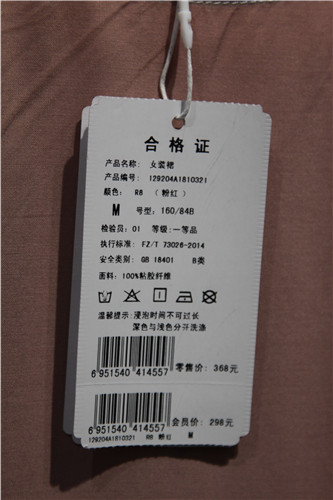 合格证
产品名称: 女套裙
产品编号: 129204A1810321
颜色: R8 (粉红)
M 号型: 160/84B
检验员: 01 等级: 一等品
执行标准: FZ/T 73026-2014
安全类别: GB 18401 B类
面料: 100%粘胶纤维
温馨提示: 浸泡时间不可过长
深色与浅色分开洗涤
零售价: 368元
6 951540 414557
会员价: 298元
6 951540 414557
129204A1810321 R8 粉红 M